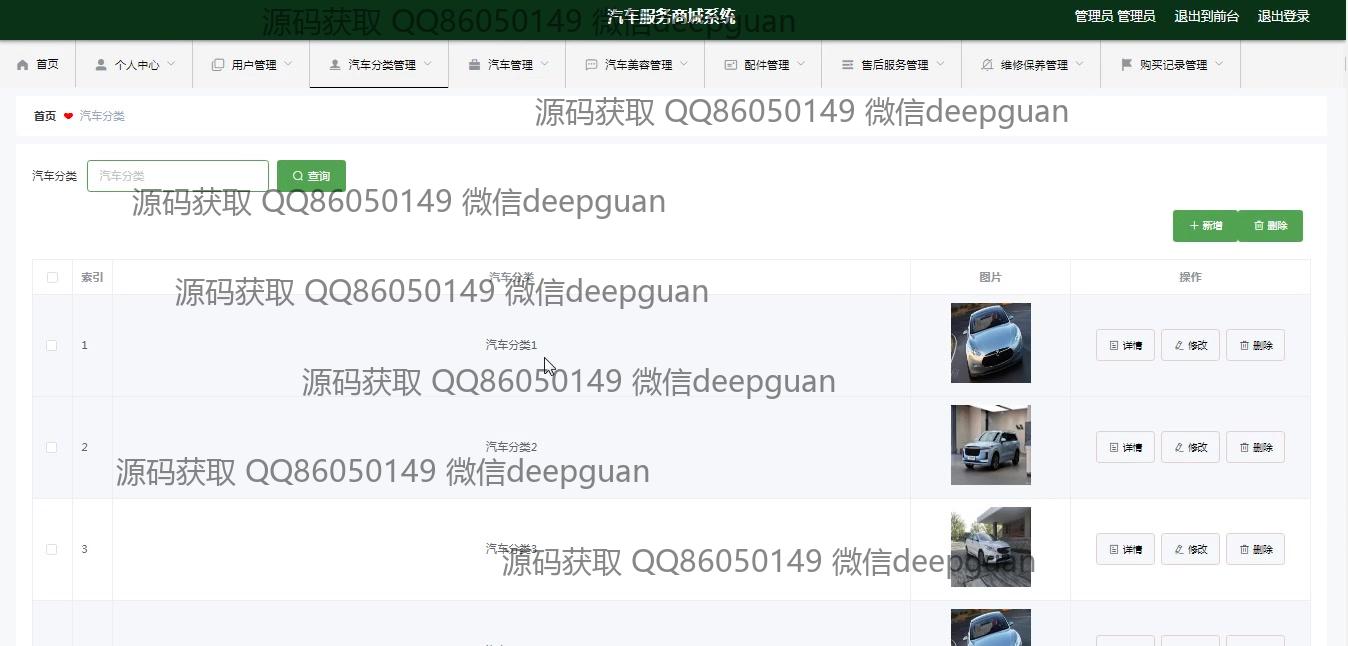 汽车服务商城系统
管理员 管理员 退出到前台 退出登录
源码获取 QQ86050149 微信deepguan
首页 个人中心 用户管理 汽车分类管理 汽车管理 汽车美容管理 配件管理 售后服务管理 维修保养管理 购买记录管理
首页 汽车分类
源码获取 QQ86050149 微信deepguan
汽车分类 汽车分类 查询
源码获取 QQ86050149 微信deepguan
新增 删除
索引 汽车分类 图片 操作
源码获取 QQ86050149 微信deepguan
1 汽车分类1 详情 修改 删除
源码获取 QQ86050149 微信deepguan
2 汽车分类2 详情 修改 删除
源码获取 QQ86050149 微信deepguan
3 汽车分类3 详情 修改 删除
源码获取 QQ86050149 微信deepguan